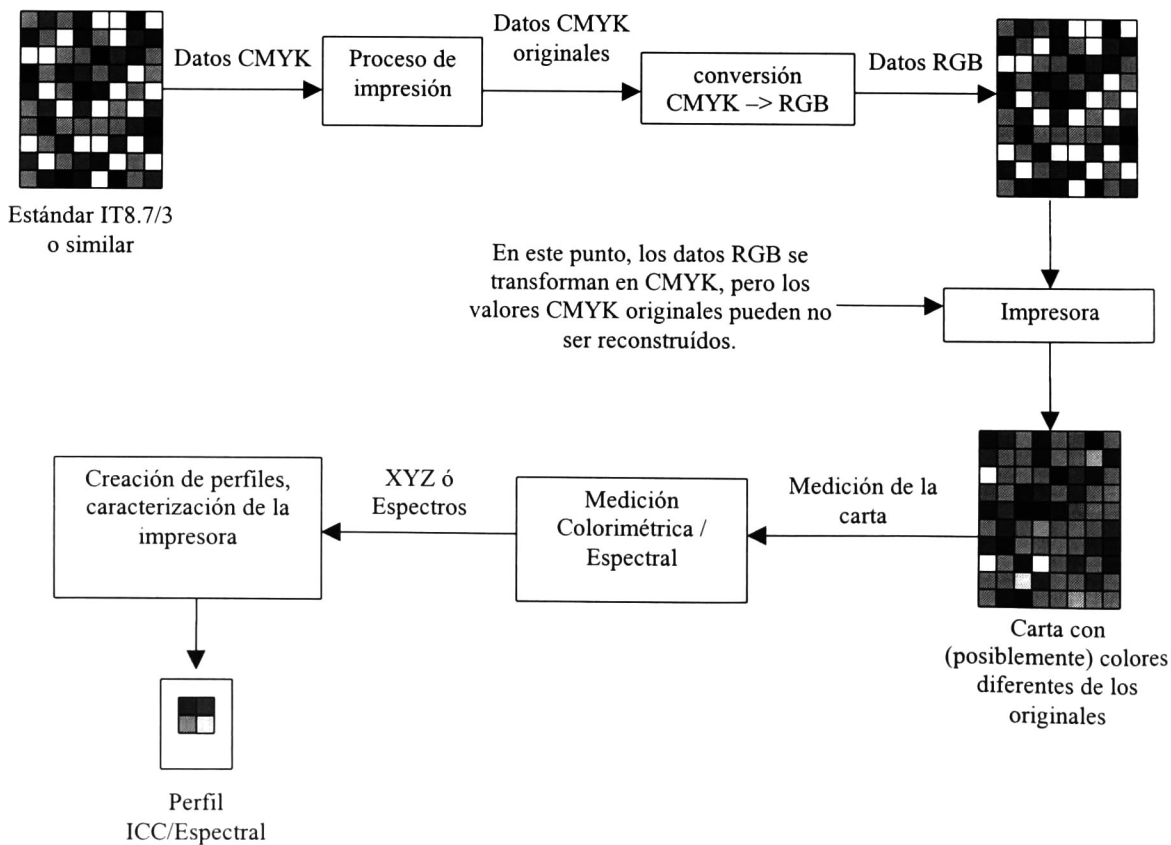 Datos CMYK
Proceso de
impresión
Datos CMYK
originales
conversión
CMYK –> RGB
Datos RGB
Estándar IT8.7/3
o similar
En este punto, los datos RGB se
transforman en CMYK, pero los
valores CMYK originales pueden no
ser reconstruídos.
Impresora
Creación de perfiles,
caracterización de la
impresora
XYZ ó
Espectros
Medición
Colorimétrica /
Espectral
Medición de la
carta
Carta con
(posiblemente) colores
diferentes de los
originales
Perfil
ICC/Espectral